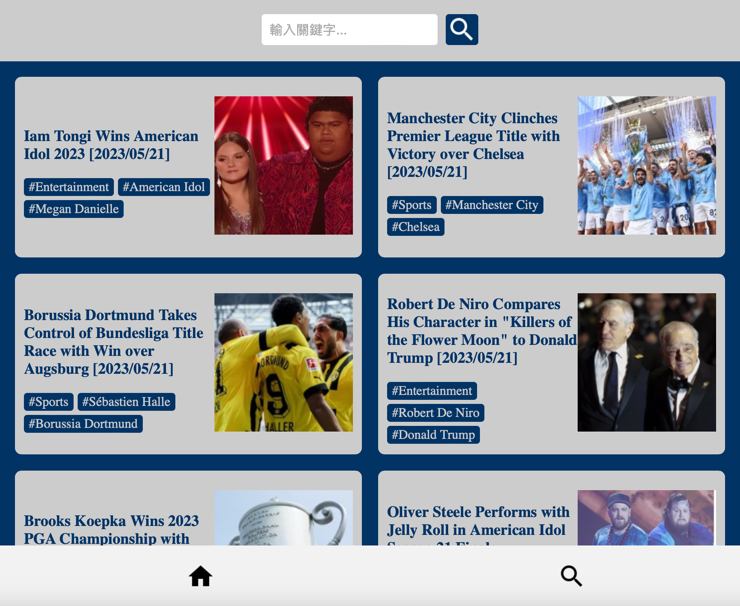 輸入關鍵字...
Iam Tongi Wins American
Idol 2023 [2023/05/21]
#Entertainment #American Idol
#Megan Danielle
Manchester City Clinches
Premier League Title with
Victory over Chelsea
[2023/05/21]
#Sports #Manchester City
#Chelsea
Borussia Dortmund Takes
Control of Bundesliga Title
Race with Win over
Augsburg [2023/05/21]
#Sports #Sébastien Halle
#Borussia Dortmund
DORTMUND
9
HALLER
Robert De Niro Compares
His Character in "Killers of
the Flower Moon" to Donald
Trump [2023/05/21]
#Entertainment
#Robert De Niro
#Donald Trump
Brooks Koepka Wins 2023
PGA Championship with
Oliver Steele Performs with
Jelly Roll in American Idol